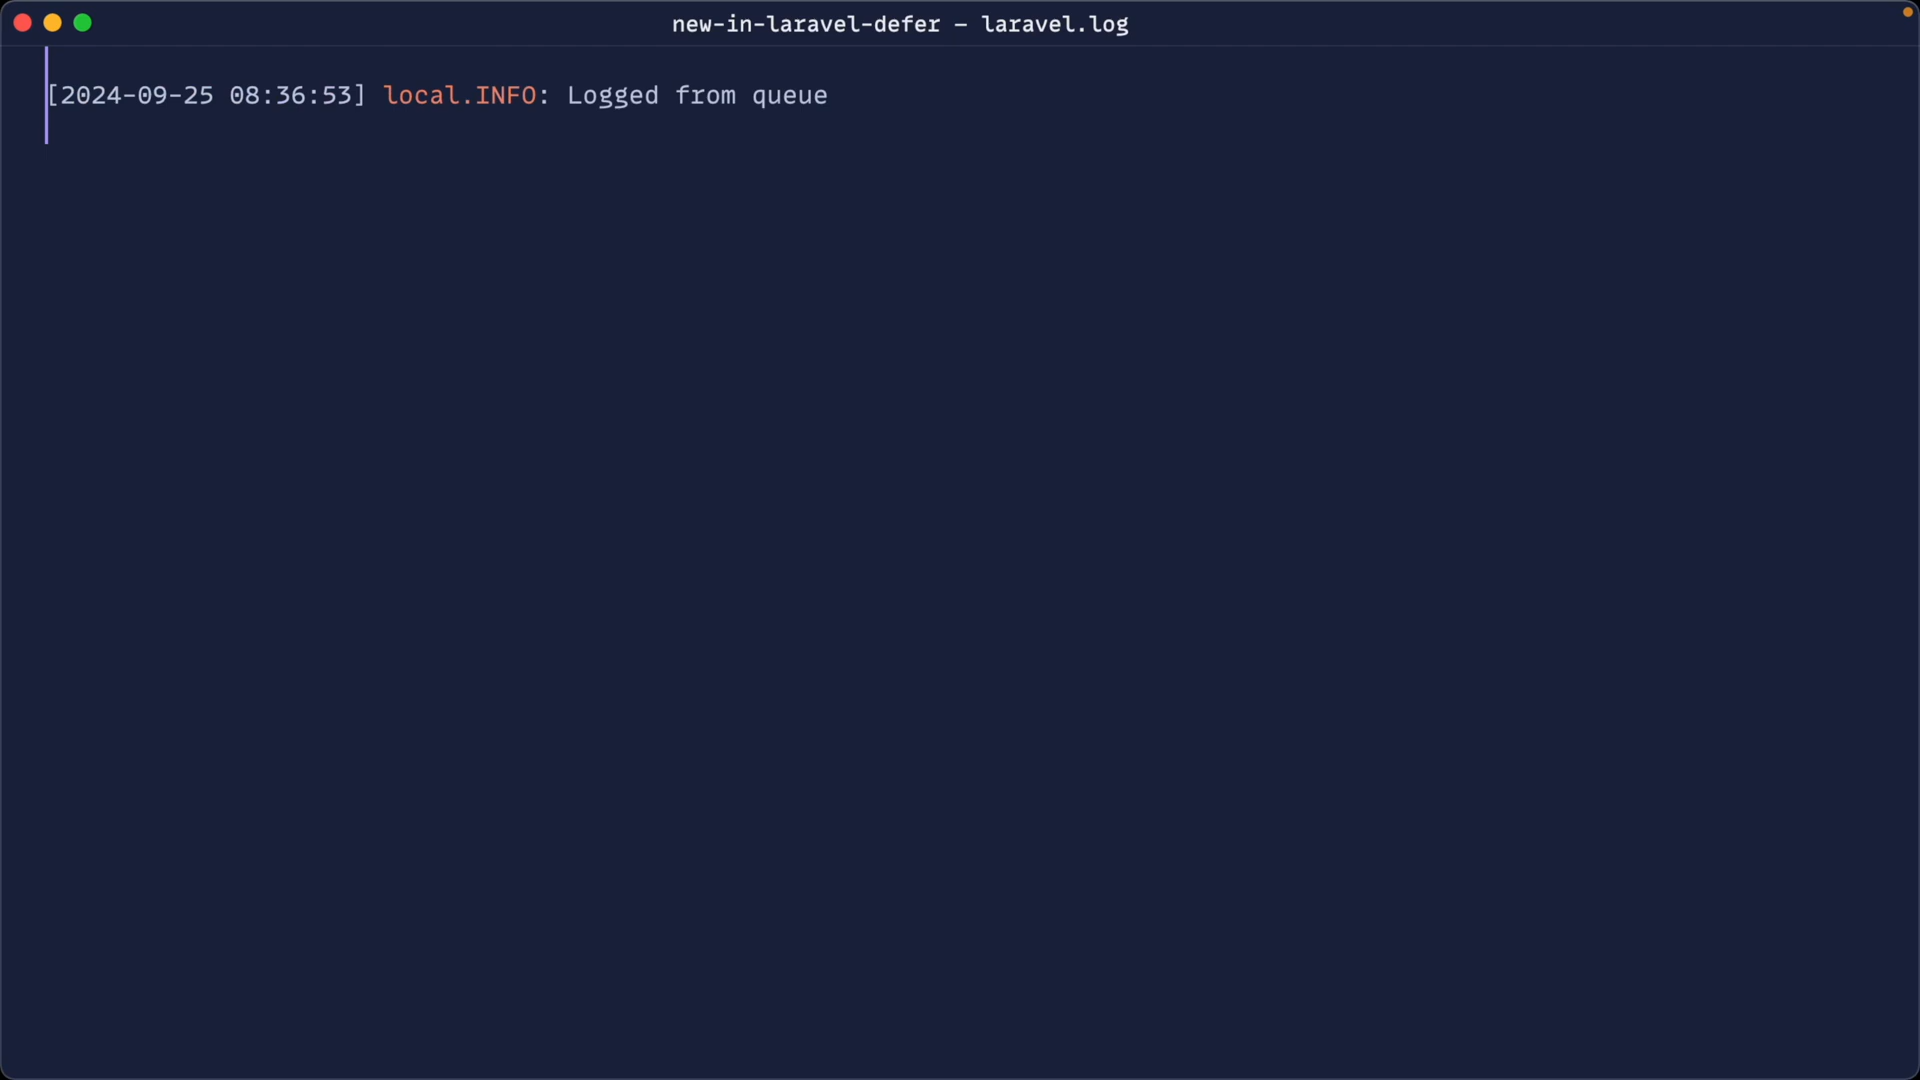 new-in-laravel-defer – laravel.log
[2024-09-25 08:36:53] local.INFO: Logged from queue